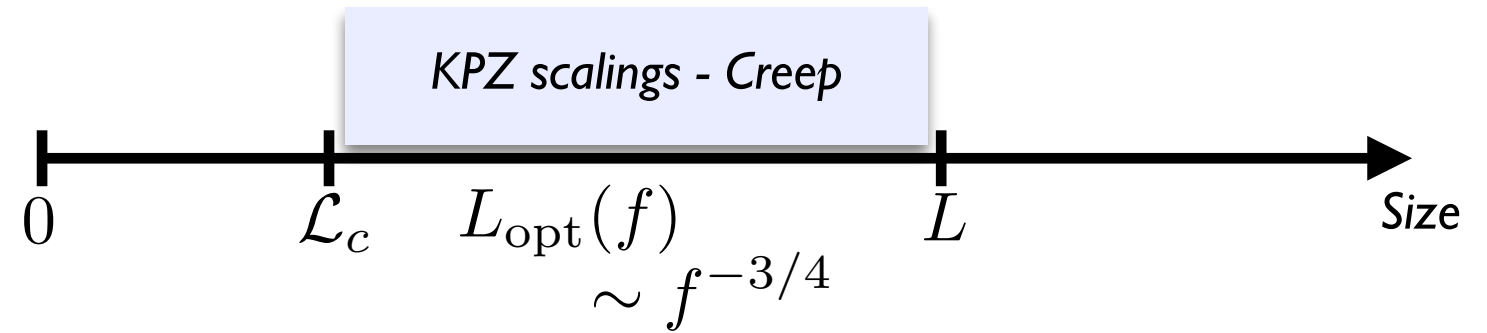 KPZ scalings - Creep
0 𝓛_c L_opt(f) L Size
∼ f^{-3/4}